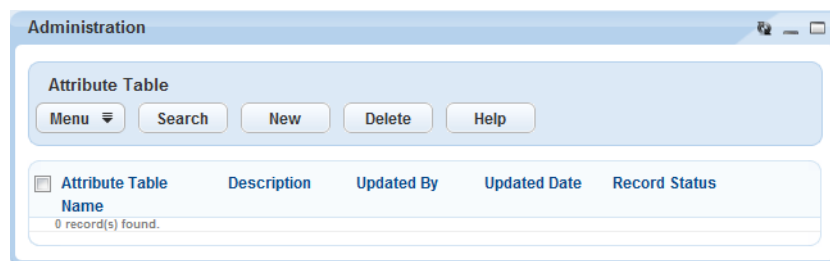 Administration
Attribute Table
Menu Search New Delete Help
Attribute Table Description Updated By Updated Date Record Status
Name
0 record(s) found.